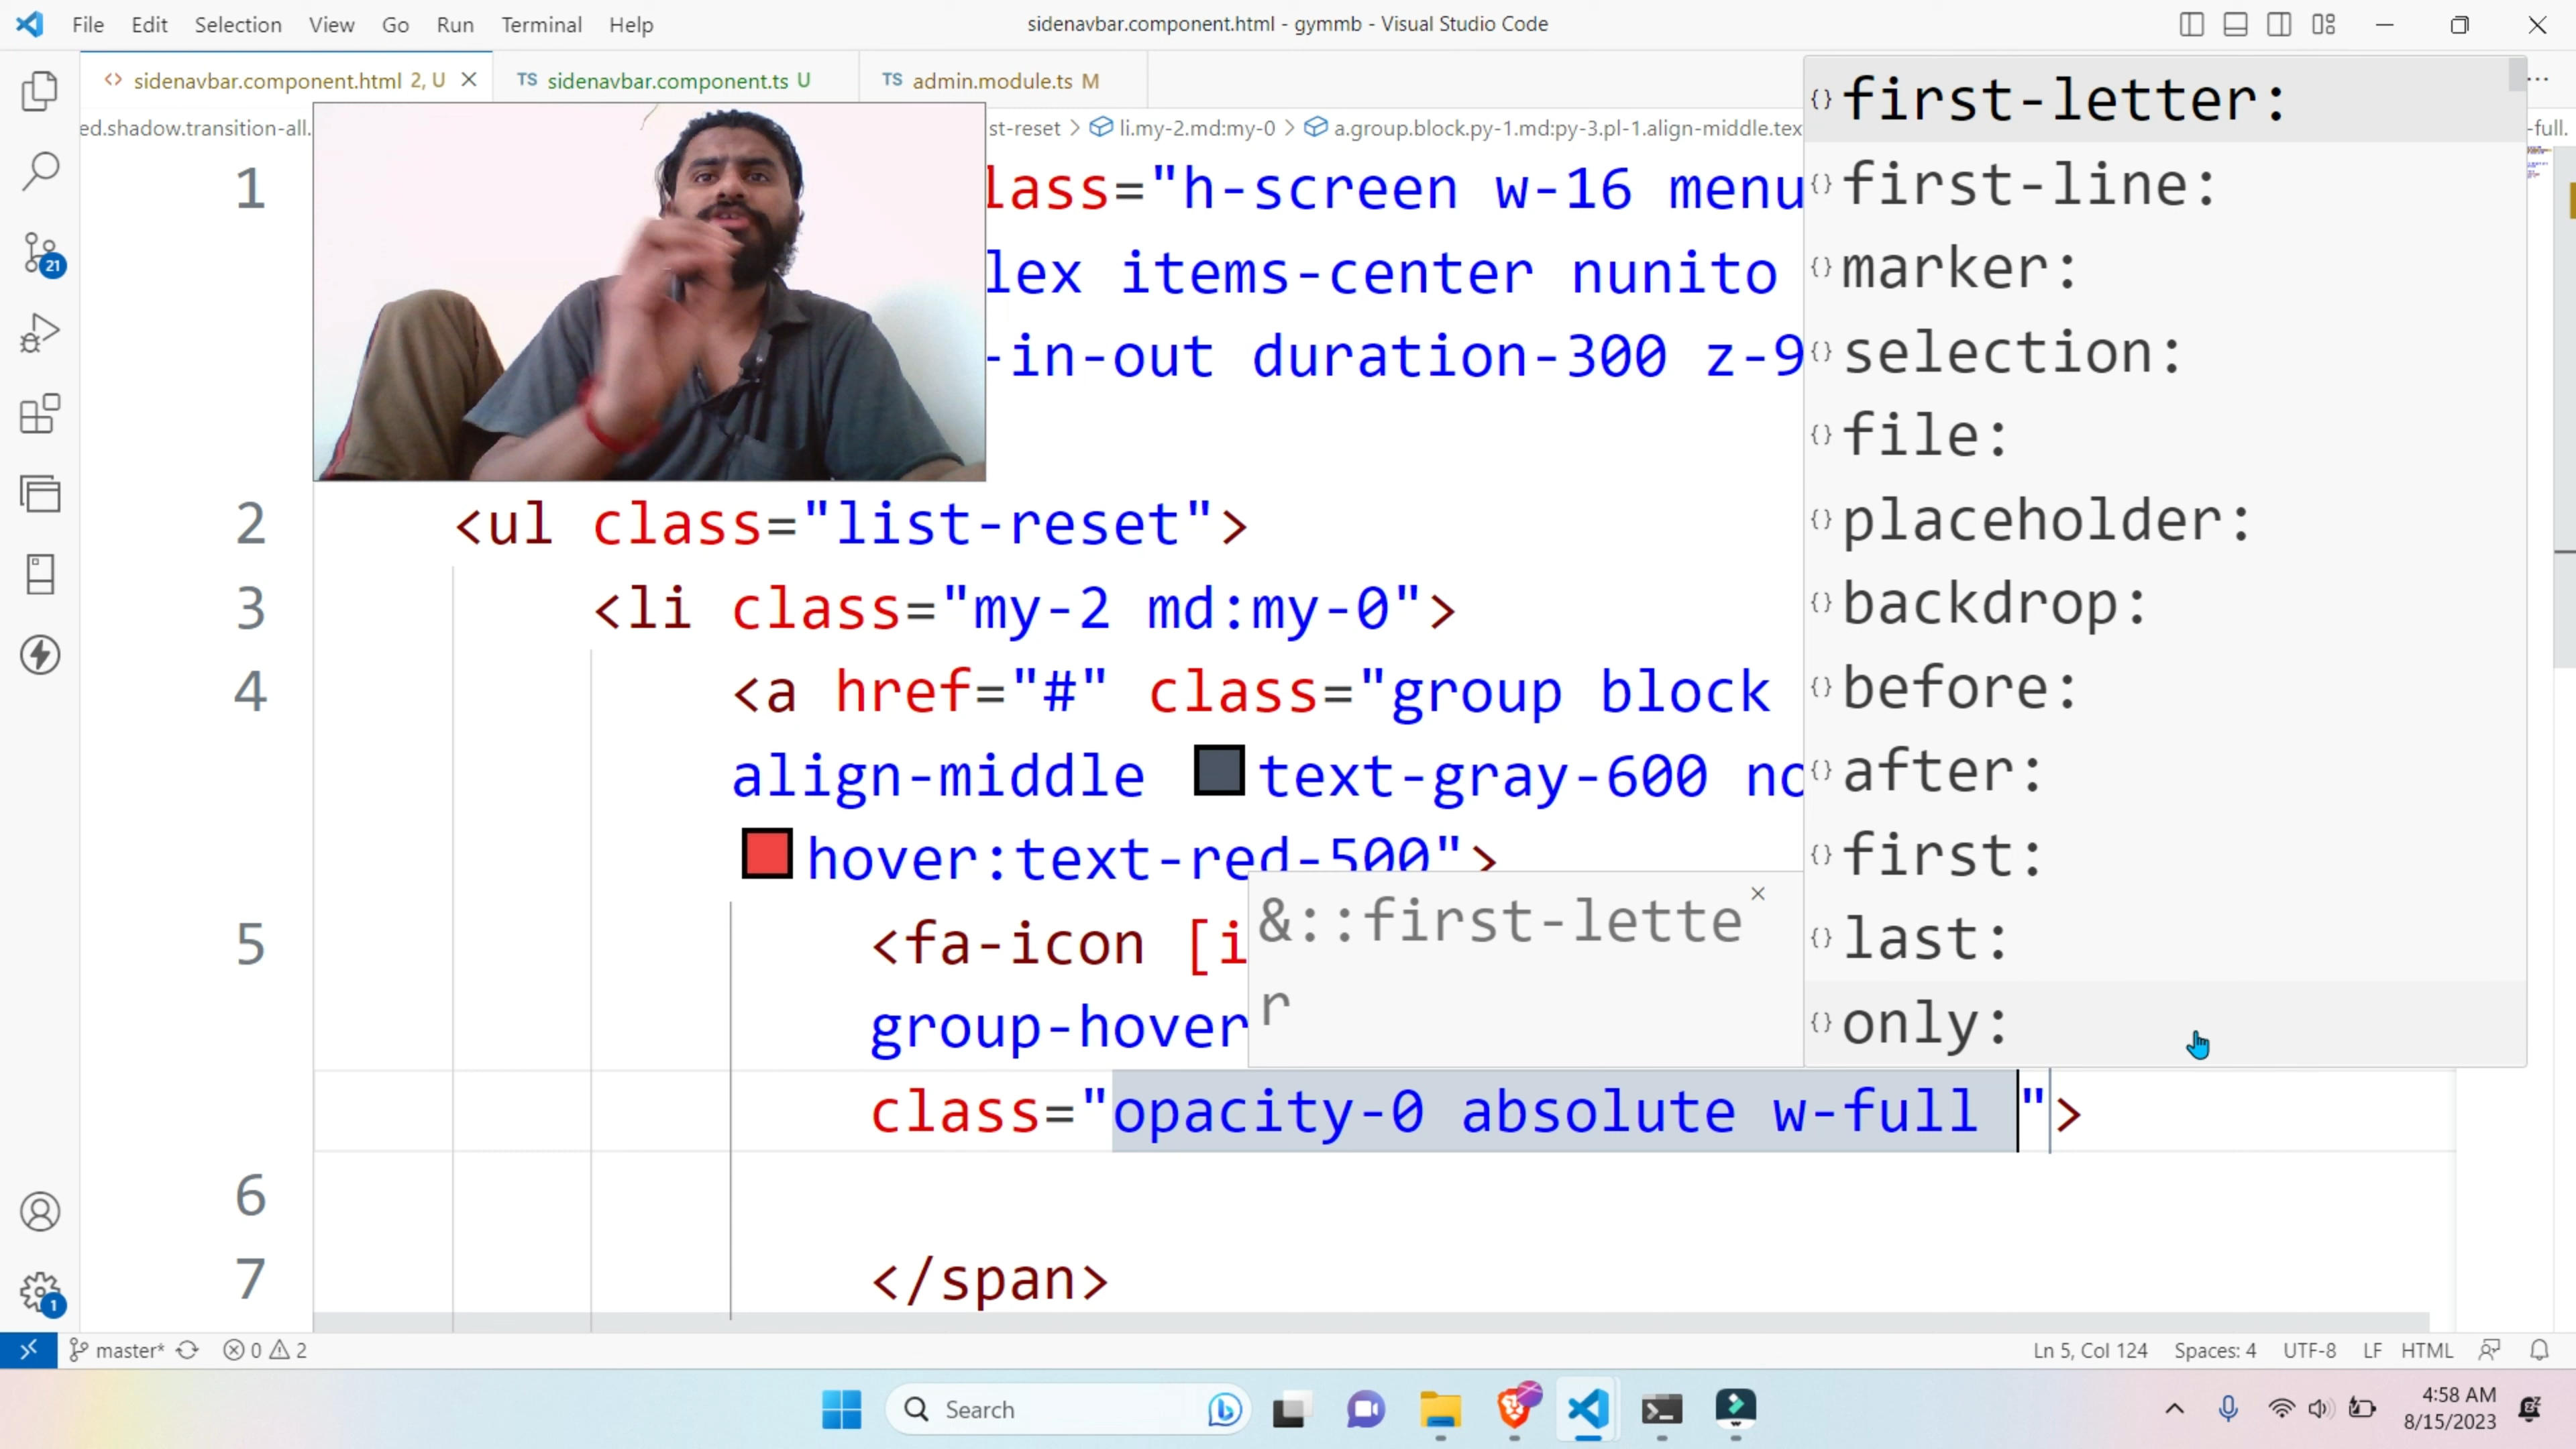 File Edit Selection View Go Run Terminal Help
sidenavbar.component.html - gymmb - Visual Studio Code
<> sidenavbar.component.html 2, U
TS sidenavbar.component.ts U
TS admin.module.ts M
ed.shadow.transition-all.
st-reset > li.my-2.md:my-0 > a.group.block.py-1.md:py-3.pl-1.align-middle.tex
-full.
1 lass="h-screen w-16 menu
lex items-center nunito
-in-out duration-300 z-9
2 <ul class="list-reset">
3 <li class="my-2 md:my-0">
4 <a href="#" class="group block
align-middle text-gray-600 no
hover:text-red-500">
5 <fa-icon [i
group-hover
class="opacity-0 absolute w-full ">
6
7 </span>
&::first-lette
r
{} first-letter:
{} first-line:
{} marker:
{} selection:
{} file:
{} placeholder:
{} backdrop:
{} before:
{} after:
{} first:
{} last:
{} only:
21
1
master* 0 2
Ln 5, Col 124 Spaces: 4 UTF-8 LF HTML
Search
4:58 AM
8/15/2023